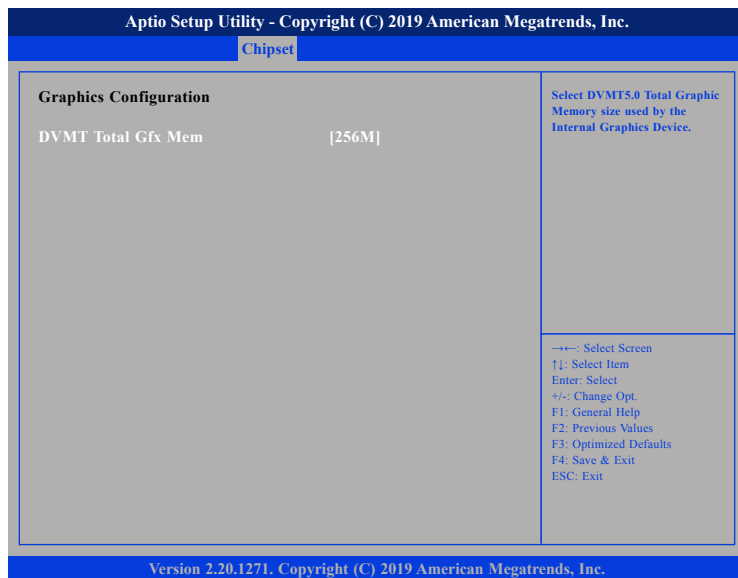 Aptio Setup Utility - Copyright (C) 2019 American Megatrends, Inc.
Chipset
Graphics Configuration
DVMT Total Gfx Mem [256M]
Select DVMT5.0 Total Graphic
Memory size used by the
Internal Graphics Device.
→←: Select Screen
↑↓: Select Item
Enter: Select
+/-: Change Opt.
F1: General Help
F2: Previous Values
F3: Optimized Defaults
F4: Save & Exit
ESC: Exit
Version 2.20.1271. Copyright (C) 2019 American Megatrends, Inc.